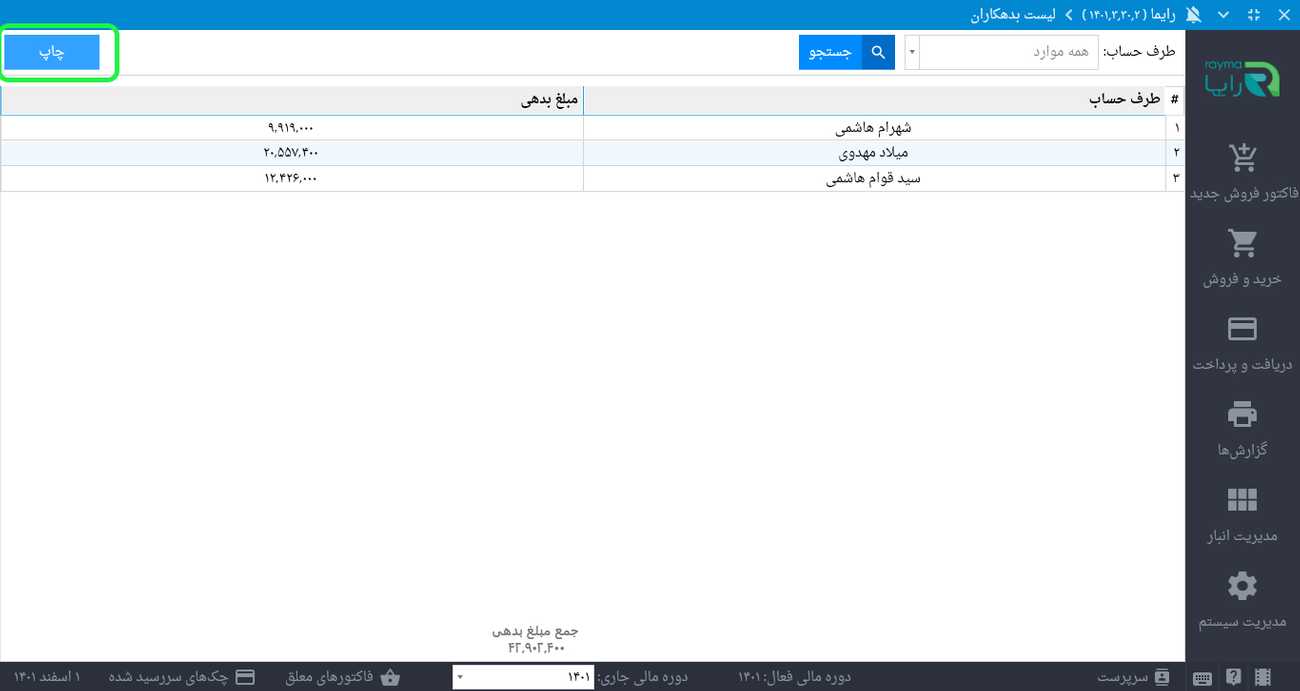 رایما ( ۱۴۰۱,۳,۳۰,۲ ) > لیست بدهکاران
طرف حساب: همه موارد جستجو چاپ
rayma
رایما
# طرف حساب مبلغ بدهی
۱ شهرام هاشمی ۹,۹۱۹,۰۰۰
۲ میلاد مهدوی ۲۰,۵۵۷,۴۰۰
۳ سید قوام هاشمی ۱۲,۴۲۶,۰۰۰
فاکتور فروش جدید
خرید و فروش
دریافت و پرداخت
گزارش‌ها
مدیریت انبار
مدیریت سیستم
جمع مبلغ بدهی
۴۲,۹۰۲,۴۰۰
سرپرست دوره مالی فعال: ۱۴۰۱ دوره مالی جاری: ۱۴۰۱ فاکتورهای معلق چک‌های سررسید شده ۱ اسفند ۱۴۰۱